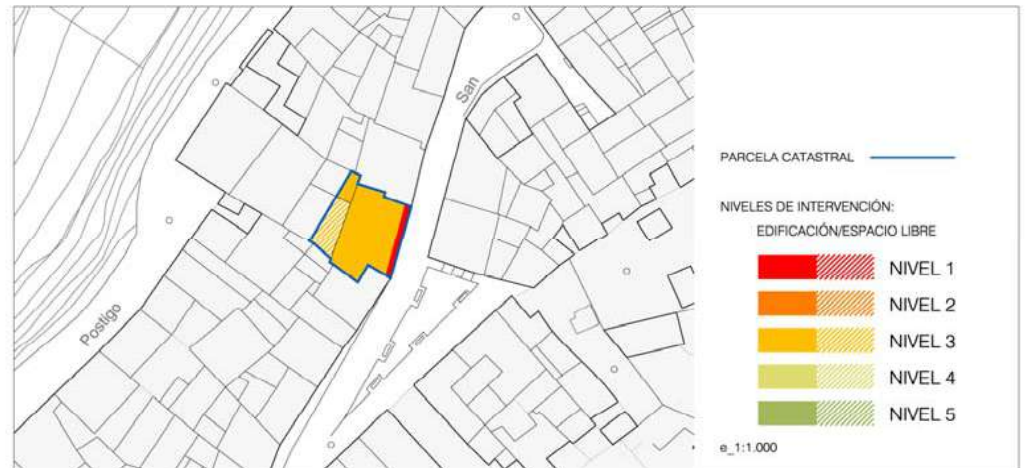 San
Postigo
PARCELA CATASTRAL
NIVELES DE INTERVENCIÓN:
EDIFICACIÓN/ESPACIO LIBRE
NIVEL 1
NIVEL 2
NIVEL 3
NIVEL 4
NIVEL 5
e_1:1.000